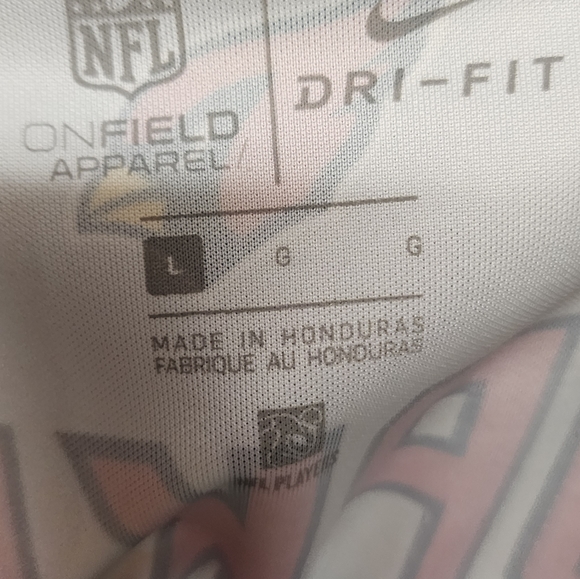 NFL
DRI-FIT
ONFIELD
APPAREL
L G G
MADE IN HONDURAS
FABRIQUE AU HONDURAS
NFL PLAYERS